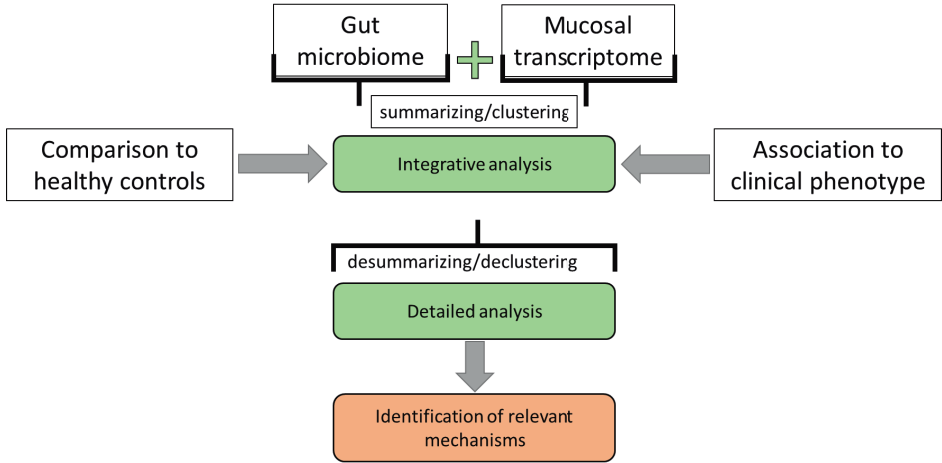 Gut
microbiome
Mucosal
transcriptome
summarizing/clustering
Comparison to
healthy controls
Integrative analysis
Association to
clinical phenotype
desummarizing/declustering
Detailed analysis
Identification of relevant
mechanisms